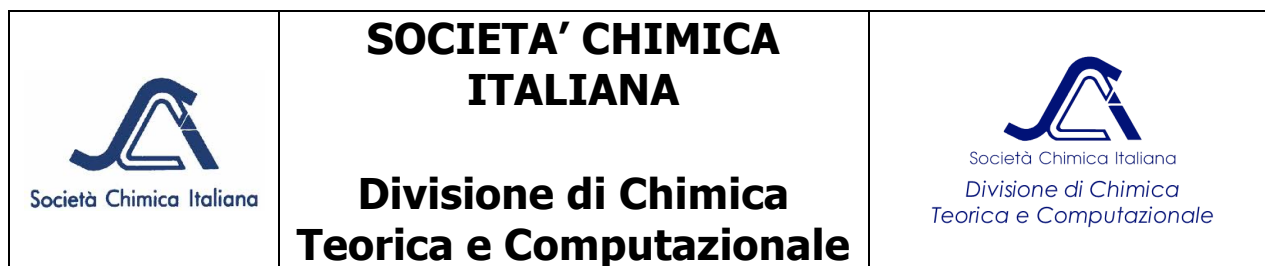 Società Chimica Italiana
SOCIETA’ CHIMICA
ITALIANA
Divisione di Chimica
Teorica e Computazionale
Società Chimica Italiana
Divisione di Chimica
Teorica e Computazionale